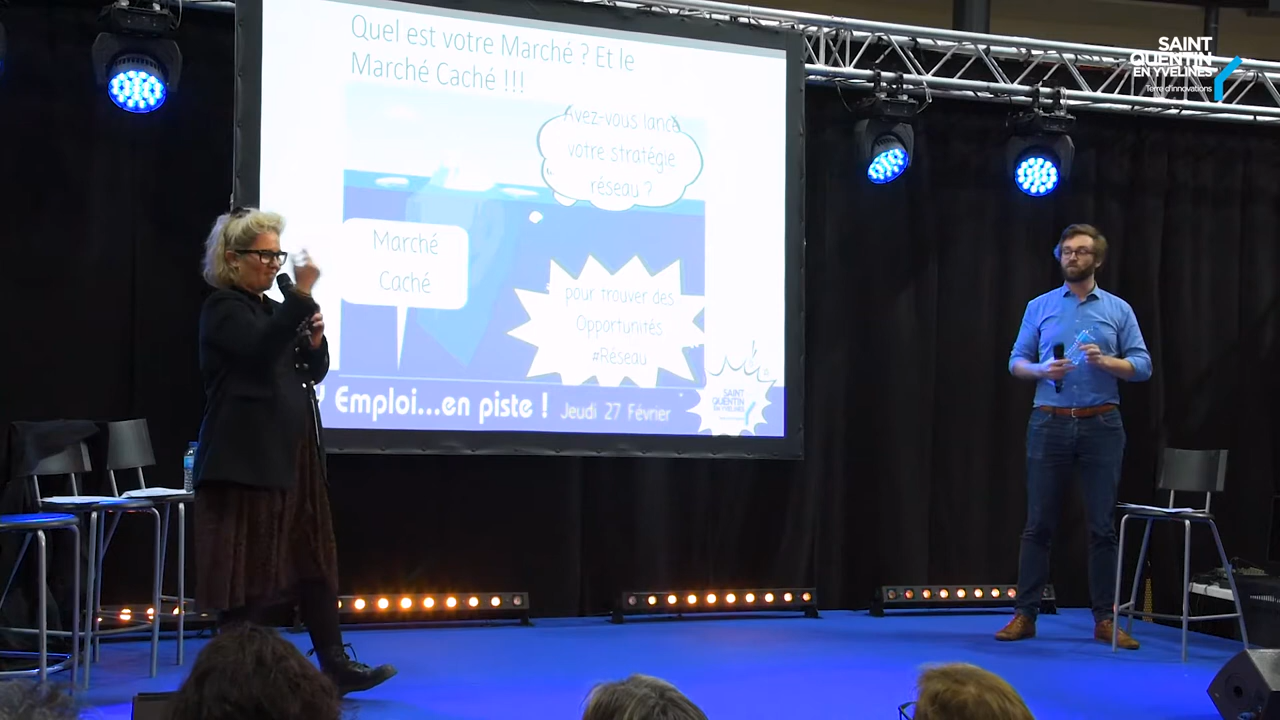 Quel est votre Marché ? Et le
Marché Caché !!!
Avez-vous lancé
votre stratégie
réseau ?
Marché
Caché
pour trouver des
Opportunités
#Réseau
Emploi...en piste ! Jeudi 27 Février
SAINT
QUENTIN
EN YVELINES
SAINT
QUENTIN
EN YVELINES
Terre d'innovations